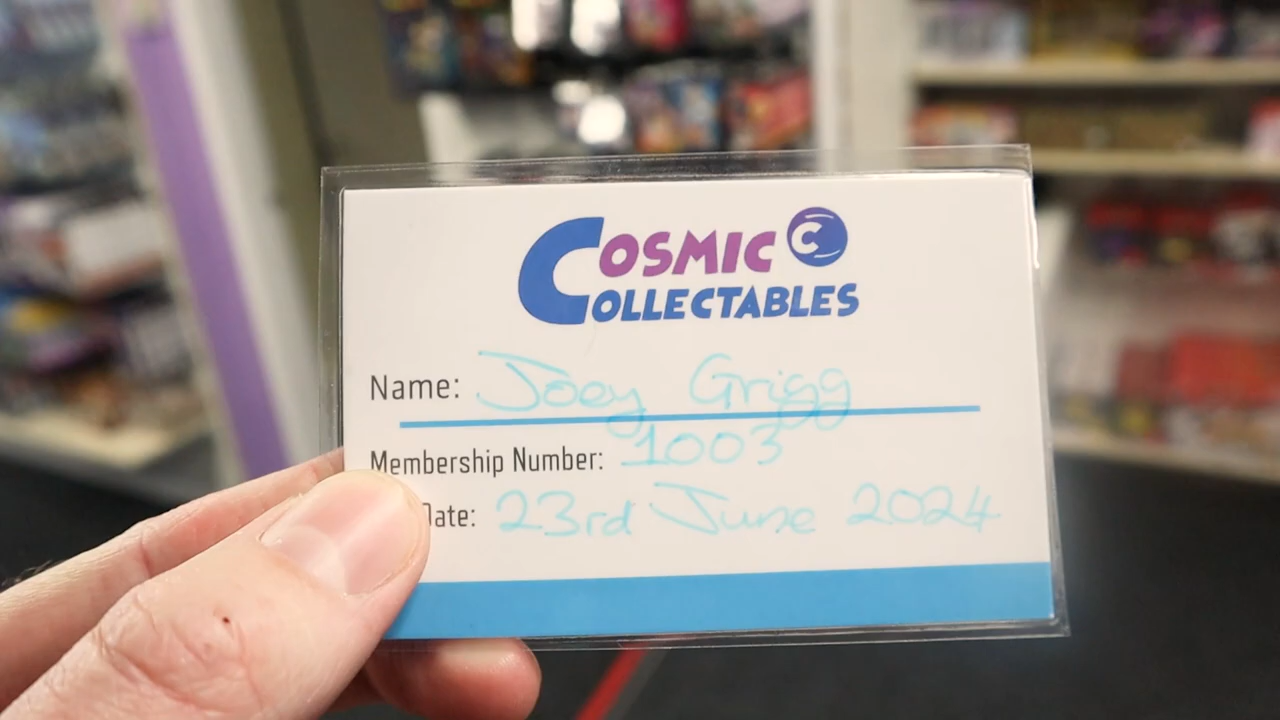 COSMIC C
COLLECTABLES
Name: Joey Grigg
Membership Number: 1003
Date: 23rd June 2024